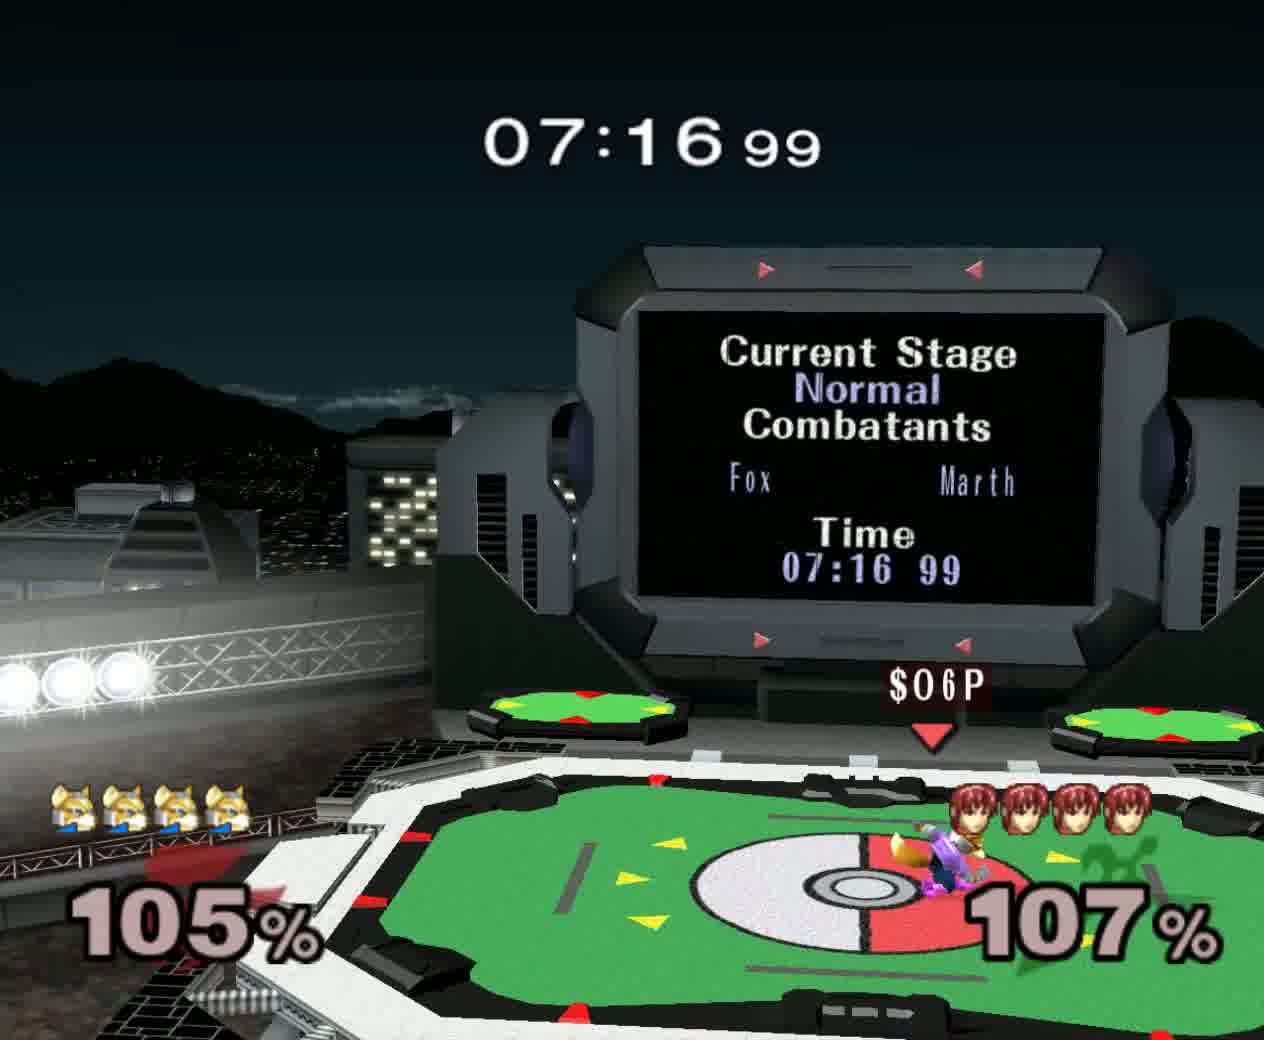 07:16 99
Current Stage
Normal
Combatants
Fox Marth
Time
07:16 99
$06P
105%
107%